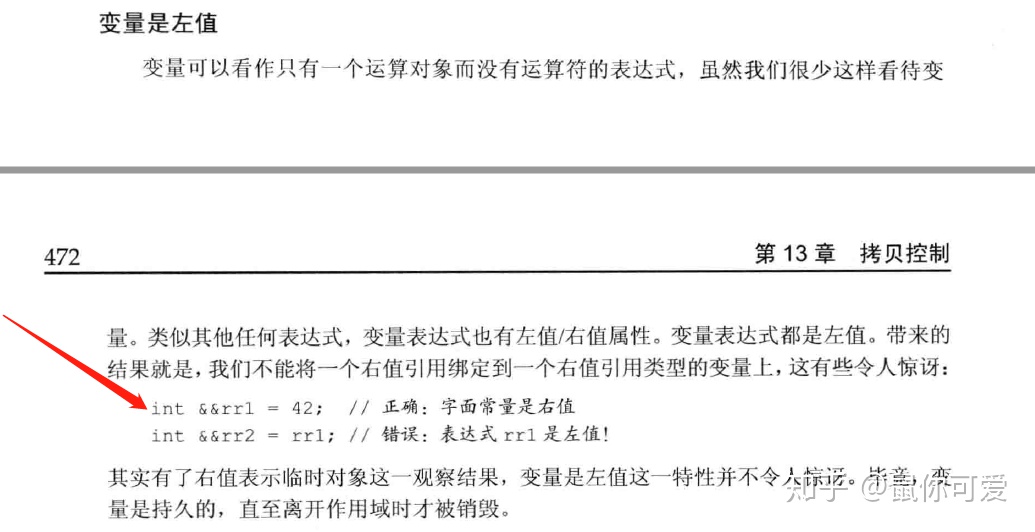 变量是左值
变量可以看作只有一个运算对象而没有运算符的表达式，虽然我们很少这样看待变
472
第 13 章 拷贝控制
量。类似其他任何表达式，变量表达式也有左值/右值属性。变量表达式都是左值。带来的
结果就是，我们不能将一个右值引用绑定到一个右值引用类型的变量上，这有些令人惊讶：
int &&rr1 = 42; // 正确：字面常量是右值
int &&rr2 = rr1; // 错误：表达式 rr1 是左值！
其实有了右值表示临时对象这一观察结果，变量是左值这一特性并不令人惊讶。毕竟，变
量是持久的，直至离开作用域时才被销毁。
知乎 @鼠你可爱